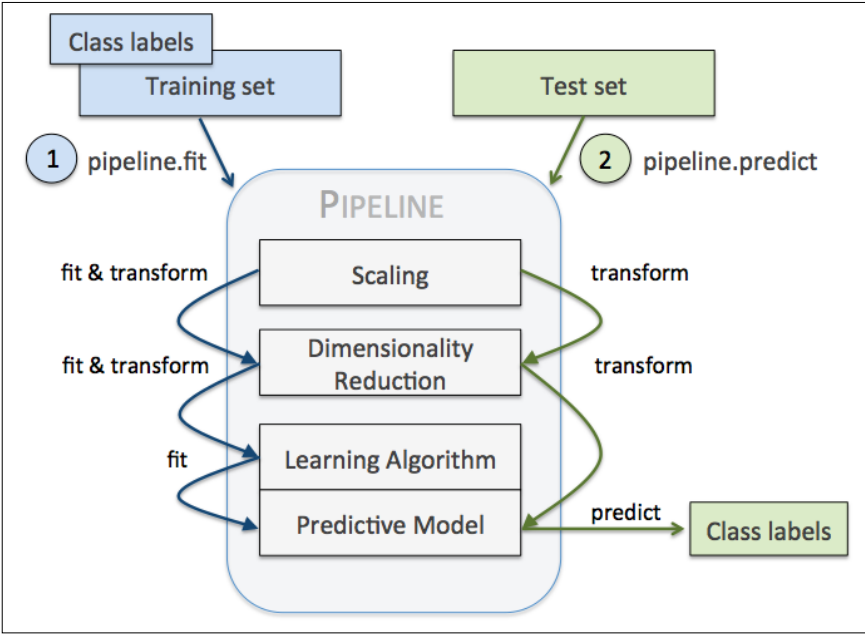 Class labels
Training set
Test set
1
pipeline.fit
2
pipeline.predict
PIPELINE
fit & transform
Scaling
transform
fit & transform
Dimensionality
Reduction
transform
fit
Learning Algorithm
Predictive Model
predict
Class labels